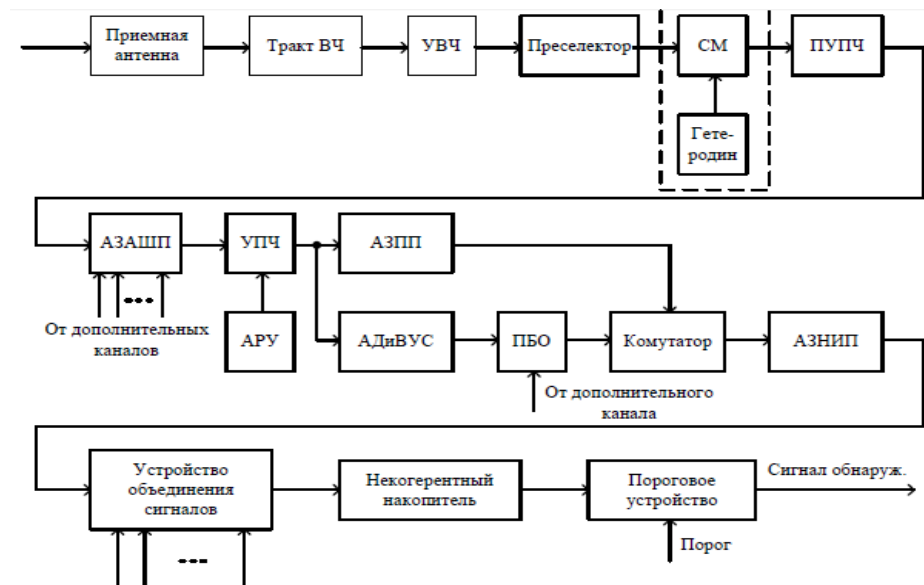 Приемная
антенна
Тракт ВЧ
УВЧ
Преселектор
СМ
ПУПЧ
Гете-
родин
АЗАШП
УПЧ
АЗПП
От дополнительных
каналов
АРУ
АДиВУС
ПБО
Комутатор
АЗНИП
От дополнительного
канала
Устройство
объединения
сигналов
Некогерентный
накопитель
Пороговое
устройство
Сигнал обнаруж.
Порог